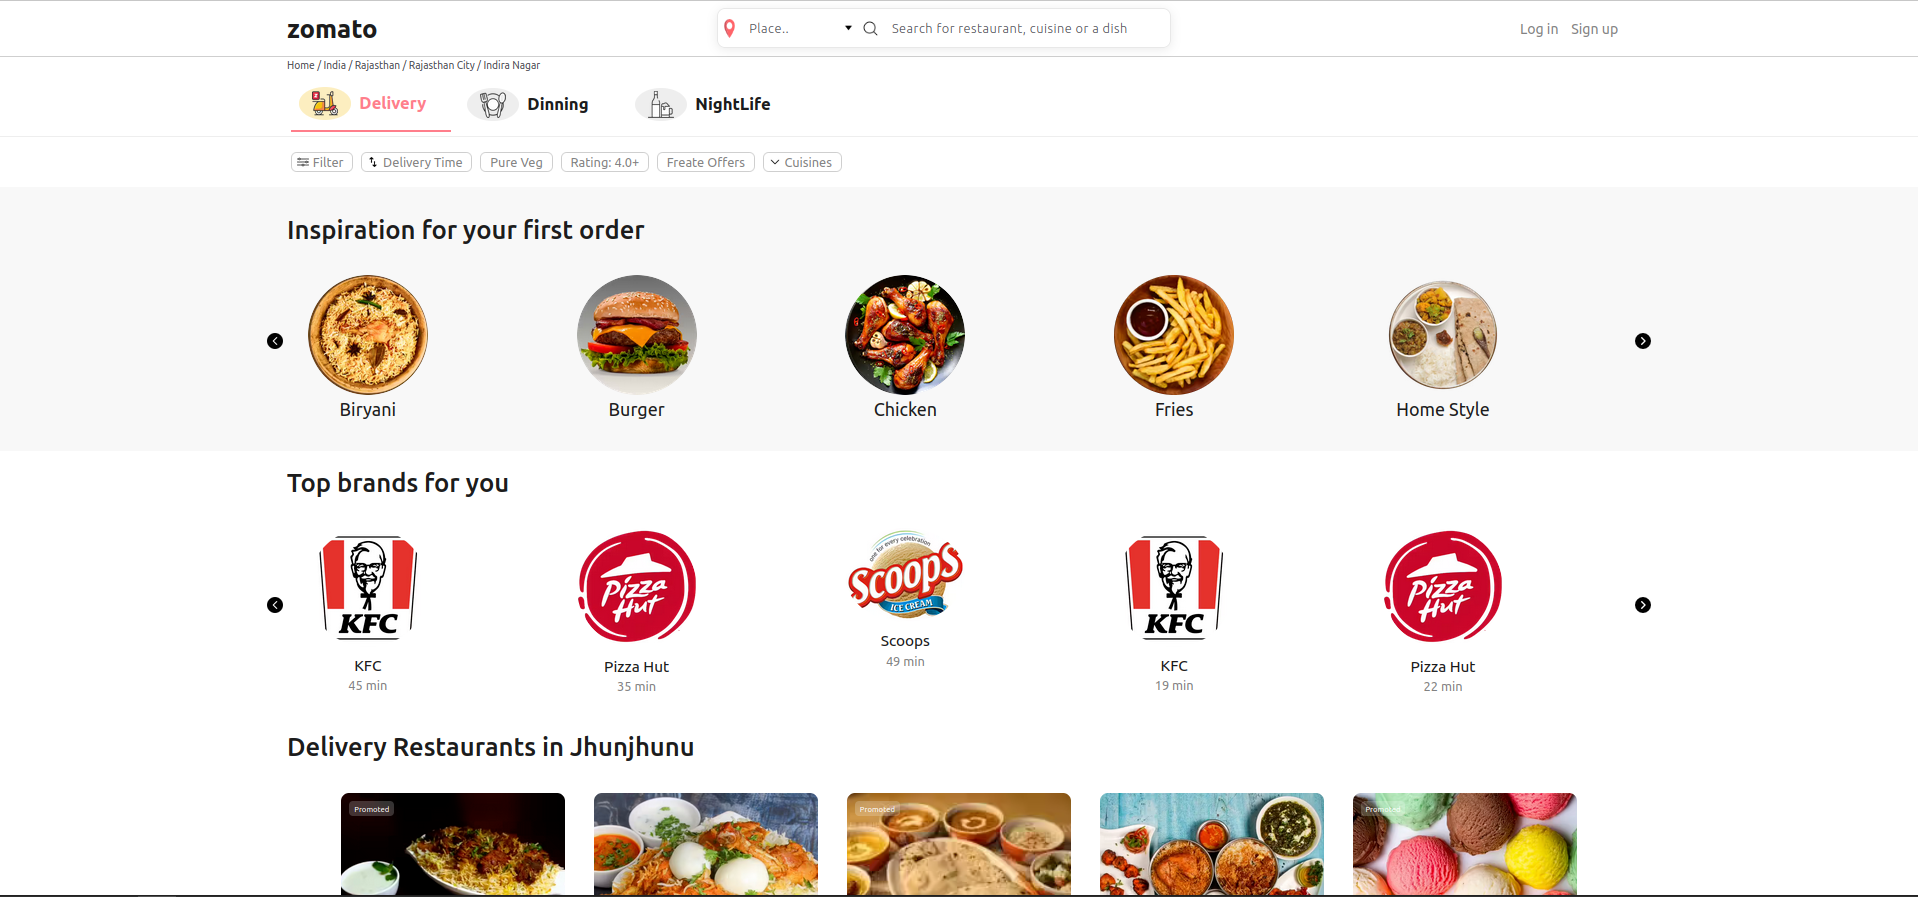 zomato
Place..
Search for restaurant, cuisine or a dish
Log in
Sign up
Home / India / Rajasthan / Rajasthan City / Indira Nagar
Delivery
Dinning
NightLife
Filter
Delivery Time
Pure Veg
Rating: 4.0+
Freate Offers
Cuisines
Inspiration for your first order
Biryani
Burger
Chicken
Fries
Home Style
Top brands for you
KFC
Pizza
Hut
one for every celebration
Scoops
ICE CREAM
KFC
Pizza
Hut
KFC
45 min
Pizza Hut
35 min
Scoops
49 min
KFC
19 min
Pizza Hut
22 min
Delivery Restaurants in Jhunjhunu
Promoted
Promoted
Promoted